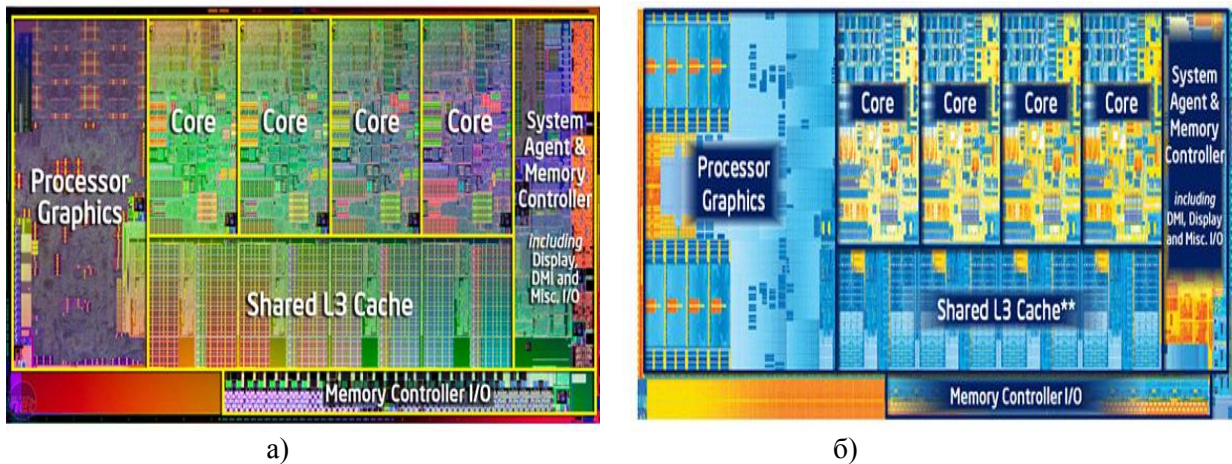 Processor
Graphics
Core
Core
Core
Core
System
Agent &
Memory
Controller
including
Display,
DMI and
Misc. I/O
Shared L3 Cache
Memory Controller I/O
а)
Processor
Graphics
Core
Core
Core
Core
System
Agent &
Memory
Controller
including
DMI, Display
and Misc. I/O
Shared L3 Cache**
Memory Controller I/O
б)